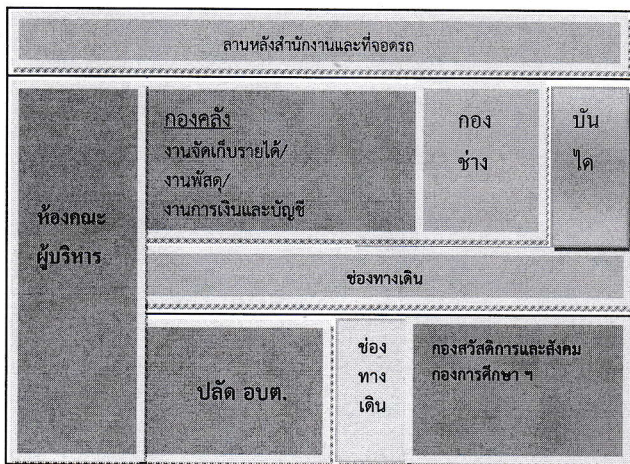 ลานหลังสำนักงานและที่จอดรถ
ห้องคณะ
ผู้บริหาร
กองคลัง
งานจัดเก็บรายได้/
งานพัสดุ/
งานการเงินและบัญชี
กอง
ช่าง
บัน
ได
ช่องทางเดิน
ปลัด อบต.
ช่อง
ทาง
เดิน
กองสวัสดิการและสังคม
กองการศึกษา ฯ